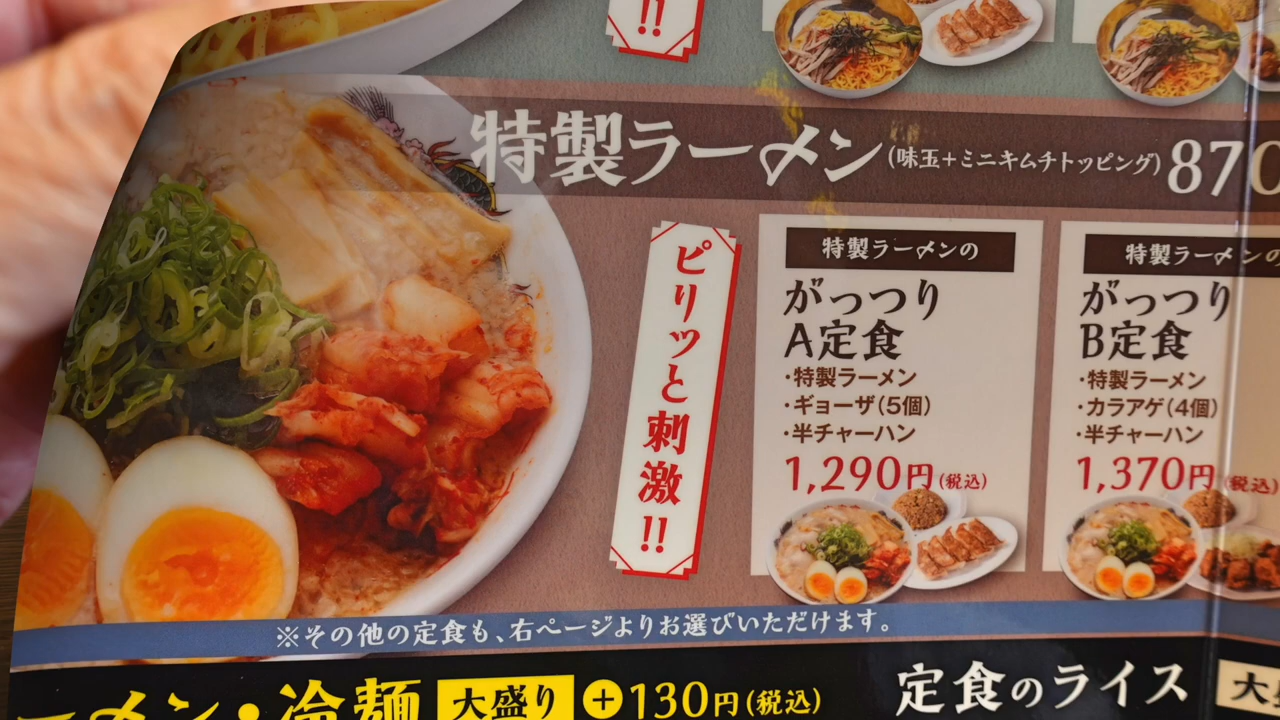 !!
特製ラーメン(味玉+ミニキムチトッピング)870
ピリッと刺激!!
特製ラーメンの
がっつり
A定食
・特製ラーメン
・ギョーザ(5個)
・半チャーハン
1,290円(税込)
特製ラーメンの
がっつり
B定食
・特製ラーメン
・カラアゲ(4個)
・半チャーハン
1,370円(税込)
※その他の定食も、右ページよりお選びいただけます。
ーメン・冷麺 大盛り +130円(税込)
定食のライス 大